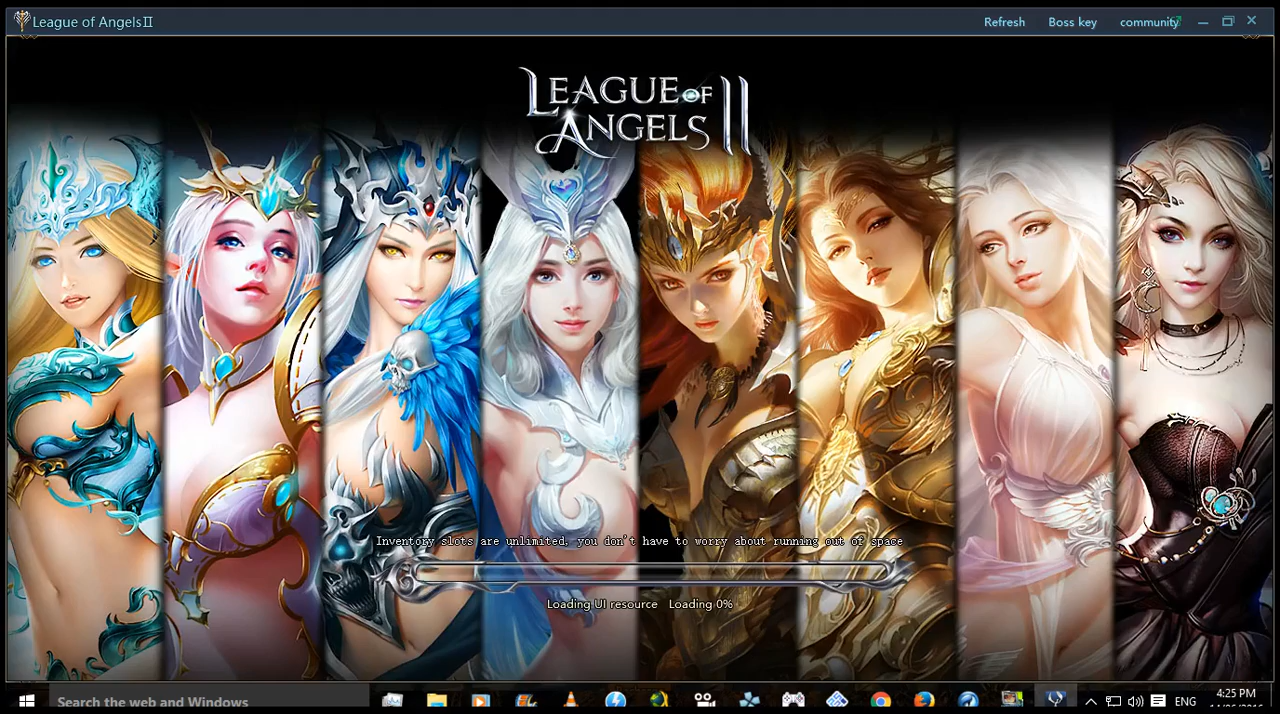 League of AngelsII
Refresh Boss key community
LEAGUE OF
ANGELS II
Inventory slots are unlimited, you don't have to worry about running out of space
Loading UI resource Loading 0%
Search the web and Windows
ENG
4:25 PM